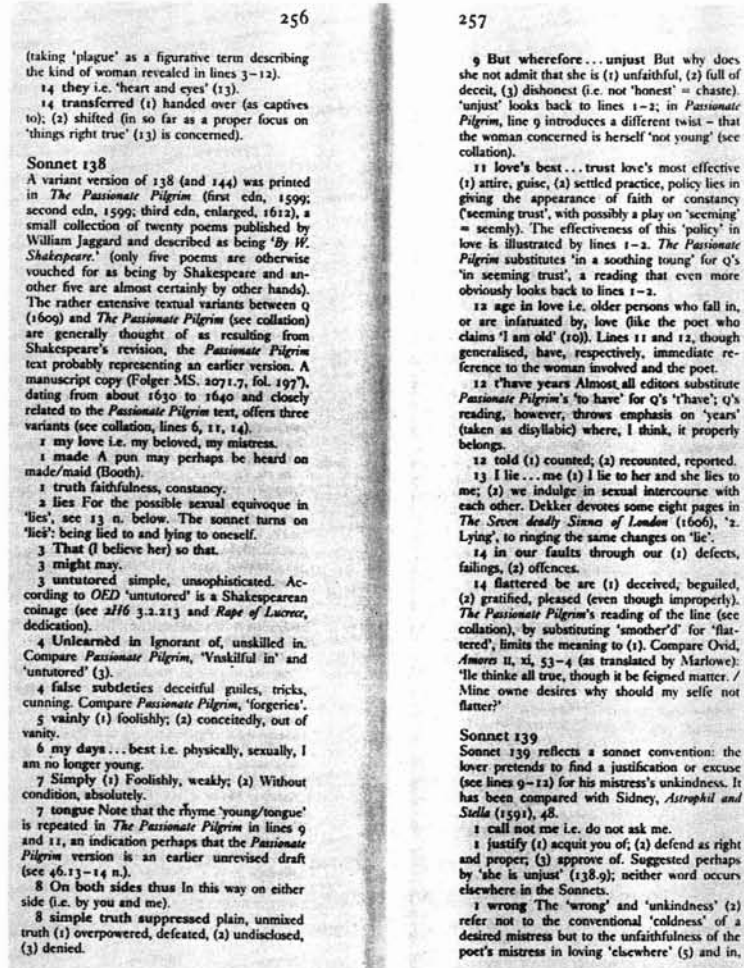 256
(taking 'plague' as a figurative term describing
the kind of woman revealed in lines 3–12).
14 they i.e. 'heart and eyes' (13).
14 transferred (1) handed over (as captives
to); (2) shifted (in so far as a proper focus on
'things right true' (13) is concerned).
Sonnet 138
A variant version of 138 (and 144) was printed
in The Passionate Pilgrim (first edn, 1599;
second edn, 1599; third edn, enlarged, 1612), a
small collection of twenty poems published by
William Jaggard and described as being 'By W.
Shakespeare.' (only five poems are otherwise
vouched for as being by Shakespeare and an-
other five are almost certainly by other hands).
The rather extensive textual variants between Q
(1609) and The Passionate Pilgrim (see collation)
are generally thought of as resulting from
Shakespeare's revision, the Passionate Pilgrim
text probably representing an earlier version. A
manuscript copy (Folger MS. 2071.7, fol. 197ᵛ),
dating from about 1630 to 1640 and closely
related to the Passionate Pilgrim text, offers three
variants (see collation, lines 6, 11, 14).
1 my love i.e. my beloved, my mistress.
1 made A pun may perhaps be heard on
made/maid (Booth).
1 truth faithfulness, constancy.
2 lies For the possible sexual equivoque in
'lies', see 13 n. below. The sonnet turns on
'lies': being lied to and lying to oneself.
3 That (I believe her) so that.
3 might may.
3 untutored simple, unsophisticated. Ac-
cording to OED 'untutored' is a Shakespearean
coinage (see 2H6 3.2.213 and Rape of Lucrece,
dedication).
4 Unlearnèd in Ignorant of, unskilled in.
Compare Passionate Pilgrim, 'Vnskilful in' and
'untutored' (3).
4 false subtleties deceitful guiles, tricks,
cunning. Compare Passionate Pilgrim, 'forgeries'.
5 vainly (1) foolishly; (2) conceitedly, out of
vanity.
6 my days . . . best i.e. physically, sexually, I
am no longer young.
7 Simply (1) Foolishly, weakly; (2) Without
condition, absolutely.
7 tongue Note that the rhyme 'young/tongue'
is repeated in The Passionate Pilgrim in lines 9
and 11, an indication perhaps that the Passionate
Pilgrim version is an earlier unrevised draft
(see 46.13–14 n.).
8 On both sides thus In this way on either
side (i.e. by you and me).
8 simple truth suppressed plain, unmixed
truth (1) overpowered, defeated, (2) undisclosed,
(3) denied.
257
9 But wherefore . . . unjust But why does
she not admit that she is (1) unfaithful, (2) full of
deceit, (3) dishonest (i.e. not 'honest' = chaste).
'unjust' looks back to lines 1–2; in Passionate
Pilgrim, line 9 introduces a different twist – that
the woman concerned is herself 'not young' (see
collation).
11 love's best . . . trust love's most effective
(1) attire, guise, (2) settled practice, policy lies in
giving the appearance of faith or constancy
('seeming trust', with possibly a play on 'seeming'
= seemly). The effectiveness of this 'policy' in
love is illustrated by lines 1–2. The Passionate
Pilgrim substitutes 'in a soothing toung' for Q's
'in seeming trust', a reading that even more
obviously looks back to lines 1–2.
12 age in love i.e. older persons who fall in,
or are infatuated by, love (like the poet who
claims 'I am old' (10)). Lines 11 and 12, though
generalised, have, respectively, immediate re-
ference to the woman involved and the poet.
12 t'have years Almost all editors substitute
Passionate Pilgrim's 'to have' for Q's 't'have'; Q's
reading, however, throws emphasis on 'years'
(taken as disyllabic) where, I think, it properly
belongs.
12 told (1) counted; (2) recounted, reported.
13 I lie . . . me (1) I lie to her and she lies to
me; (2) we indulge in sexual intercourse with
each other. Dekker devotes some eight pages in
The Seven deadly Sinnes of London (1606), '2.
Lying', to ringing the same changes on 'lie'.
14 in our faults through our (1) defects,
failings, (2) offences.
14 flattered be are (1) deceived, beguiled,
(2) gratified, pleased (even though improperly).
The Passionate Pilgrim's reading of the line (see
collation), by substituting 'smother'd' for 'flat-
tered', limits the meaning to (1). Compare Ovid,
Amores II, xi, 53–4 (as translated by Marlowe):
'Ile thinke all true, though it be feigned matter. /
Mine owne desires why should my selfe not
flatter?'
Sonnet 139
Sonnet 139 reflects a sonnet convention: the
lover pretends to find a justification or excuse
(see lines 9–12) for his mistress's unkindness. It
has been compared with Sidney, Astrophil and
Stella (1591), 48.
1 call not me i.e. do not ask me.
1 justify (1) acquit you of; (2) defend as right
and proper; (3) approve of. Suggested perhaps
by 'she is unjust' (138.9); neither word occurs
elsewhere in the Sonnets.
1 wrong The 'wrong' and 'unkindness' (2)
refer not to the conventional 'coldness' of a
desired mistress but to the unfaithfulness of the
poet's mistress in loving 'elsewhere' (5) and in,